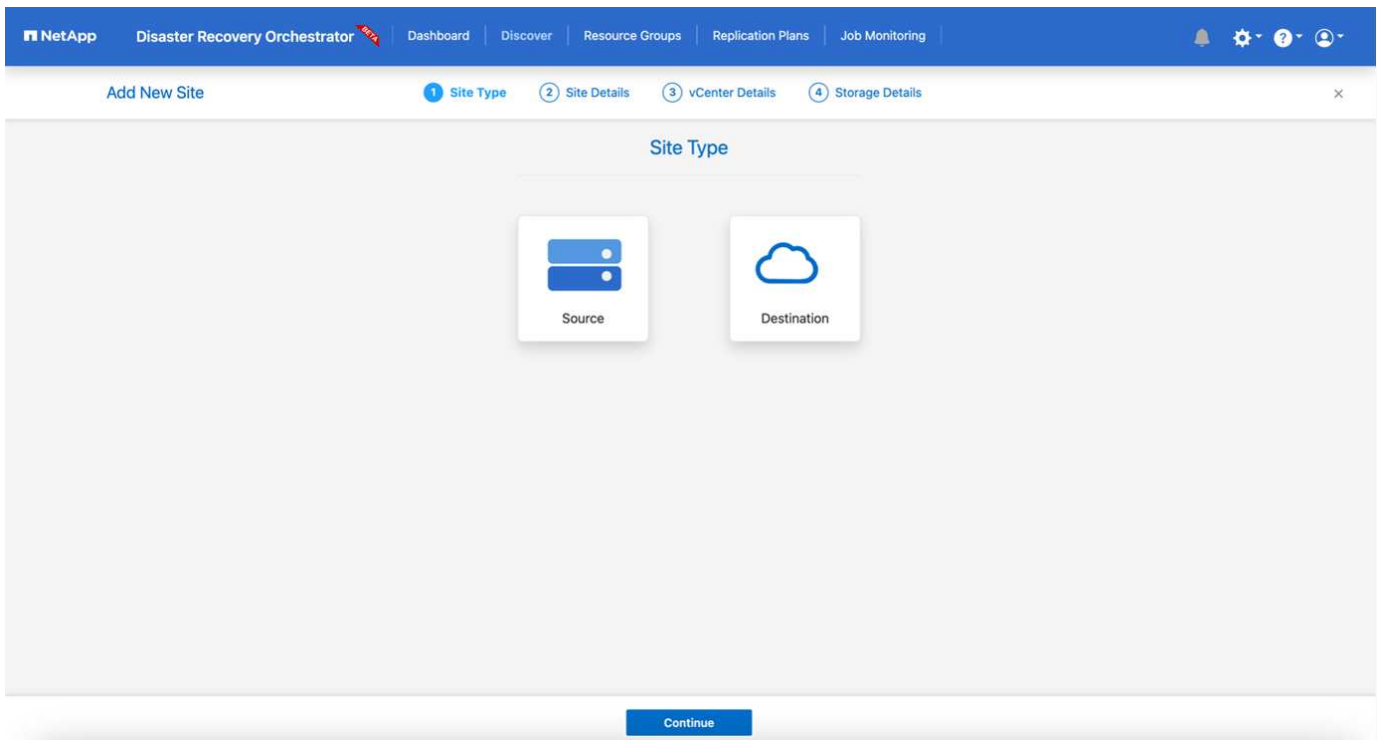 NetApp Disaster Recovery Orchestrator BETA Dashboard Discover Resource Groups Replication Plans Job Monitoring ?
Add New Site 1 Site Type 2 Site Details 3 vCenter Details 4 Storage Details ×
Site Type
Source Destination
Continue